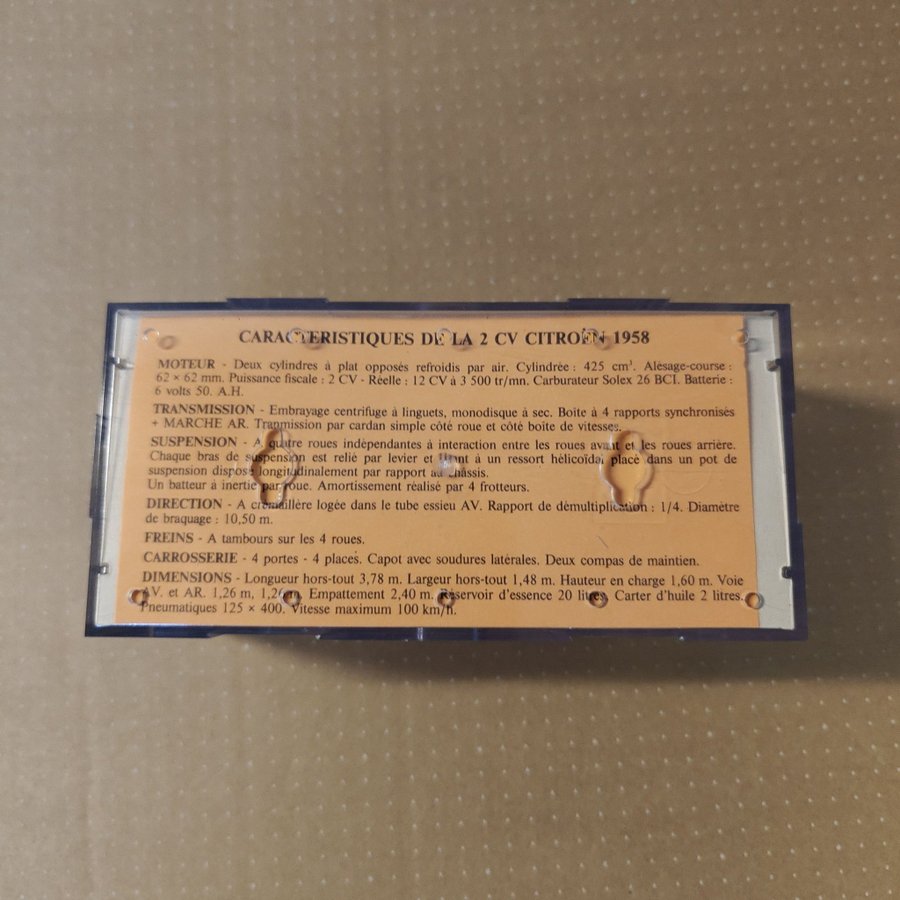 CARACTERISTIQUES DE LA 2 CV CITROËN 1958
MOTEUR - Deux cylindres à plat opposés refroidis par air. Cylindrée : 425 cm³. Alésage-course :
62 × 62 mm. Puissance fiscale : 2 CV - Réelle : 12 CV à 3 500 tr/mn. Carburateur Solex 26 BCI. Batterie :
6 volts 50. A.H.
TRANSMISSION - Embrayage centrifuge à linguets, monodisque à sec. Boite à 4 rapports synchronisés
+ MARCHE AR. Tranmission par cardan simple côté roue et côté boite de vitesses.
SUSPENSION - A quatre roues indépendantes à interaction entre les roues avant et les roues arrière.
Chaque bras de suspension est relié par levier et tirant à un ressort hélicoïdal placé dans un pot de
suspension disposé longitudinalement par rapport au châssis.
Un batteur à inertie par roue. Amortissement réalisé par 4 frotteurs.
DIRECTION - A crémaillère logée dans le tube essieu AV. Rapport de démultiplication : 1/4. Diamètre
de braquage : 10,50 m.
FREINS - A tambours sur les 4 roues.
CARROSSERIE - 4 portes - 4 places. Capot avec soudures latérales. Deux compas de maintien.
DIMENSIONS - Longueur hors-tout 3,78 m. Largeur hors-tout 1,48 m. Hauteur en charge 1,60 m. Voie
AV. et AR. 1,26 m, 1,26 m. Empattement 2,40 m. Réservoir d'essence 20 litres. Carter d'huile 2 litres.
Pneumatiques 125 × 400. Vitesse maximum 100 km/h.